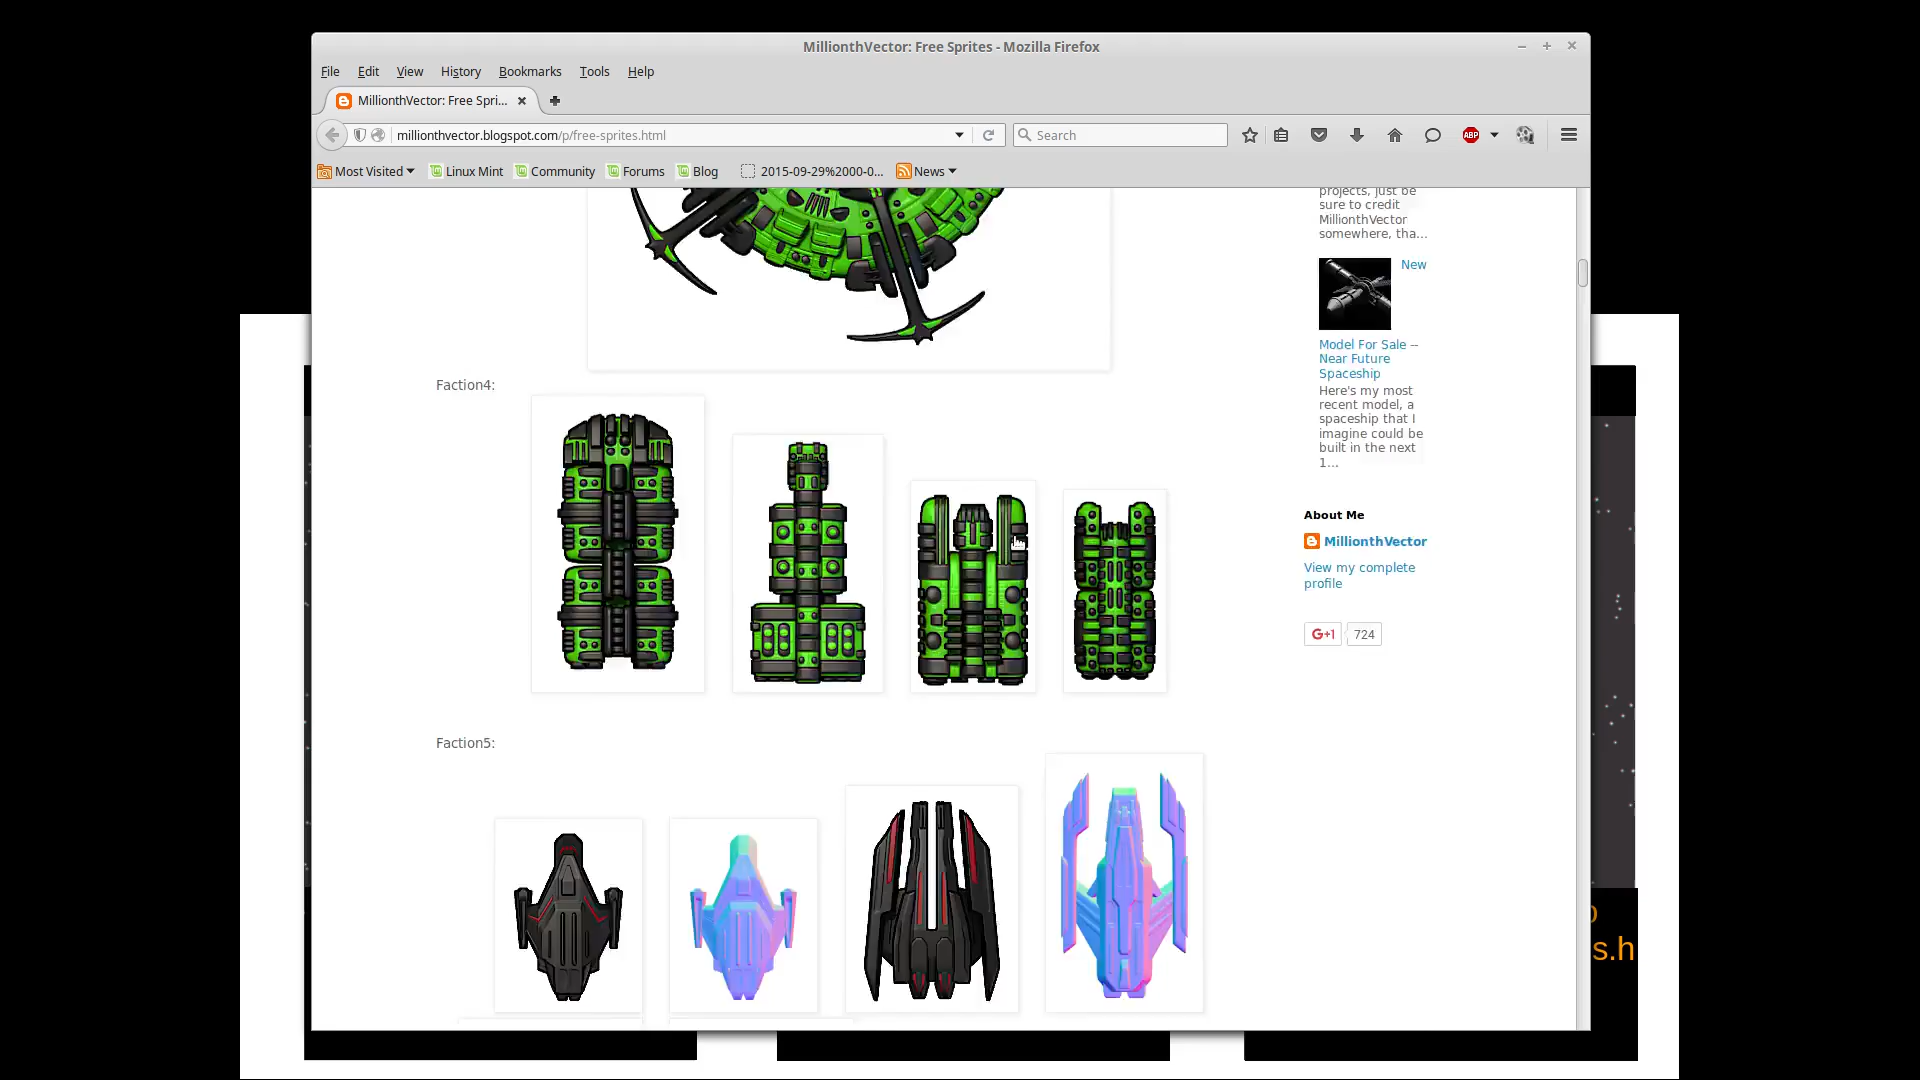 MillionthVector: Free Sprites - Mozilla Firefox
File Edit View History Bookmarks Tools Help
MillionthVector: Free Spri...
millionthvector.blogspot.com/p/free-sprites.html
Search
ABP
Most Visited
Linux Mint
Community
Forums
Blog
2015-09-29%2000-0...
News
projects, just be
sure to credit
MillionthVector
somewhere, tha...
New
Model For Sale --
Near Future
Spaceship
Here's my most
recent model, a
spaceship that I
imagine could be
built in the next
1...
About Me
MillionthVector
View my complete
profile
G+1 724
Faction4:
Faction5:
s.h